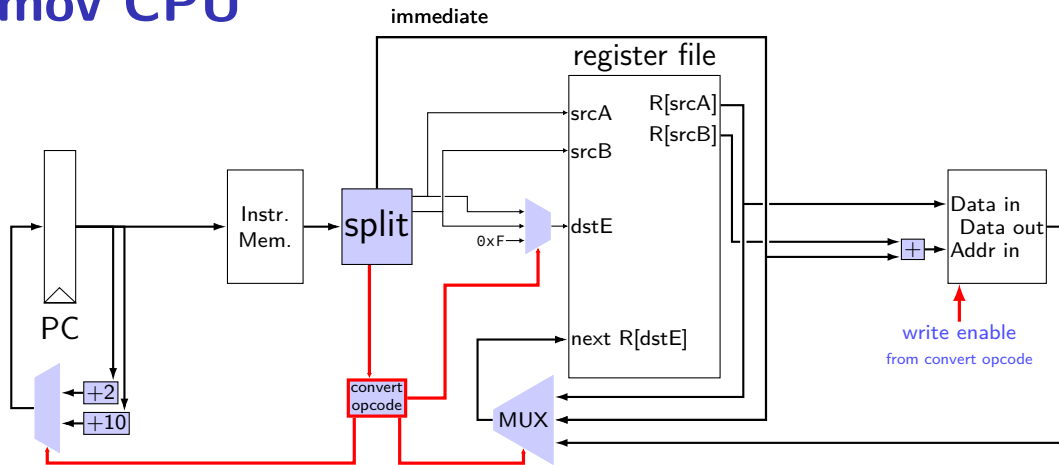 mov CPU
immediate
register file
srcA
R[srcA]
srcB
R[srcB]
Instr.
Mem.
split
0xF
dstE
Data in
Data out
+
Addr in
PC
next R[dstE]
write enable
from convert opcode
+2
+10
convert
opcode
MUX